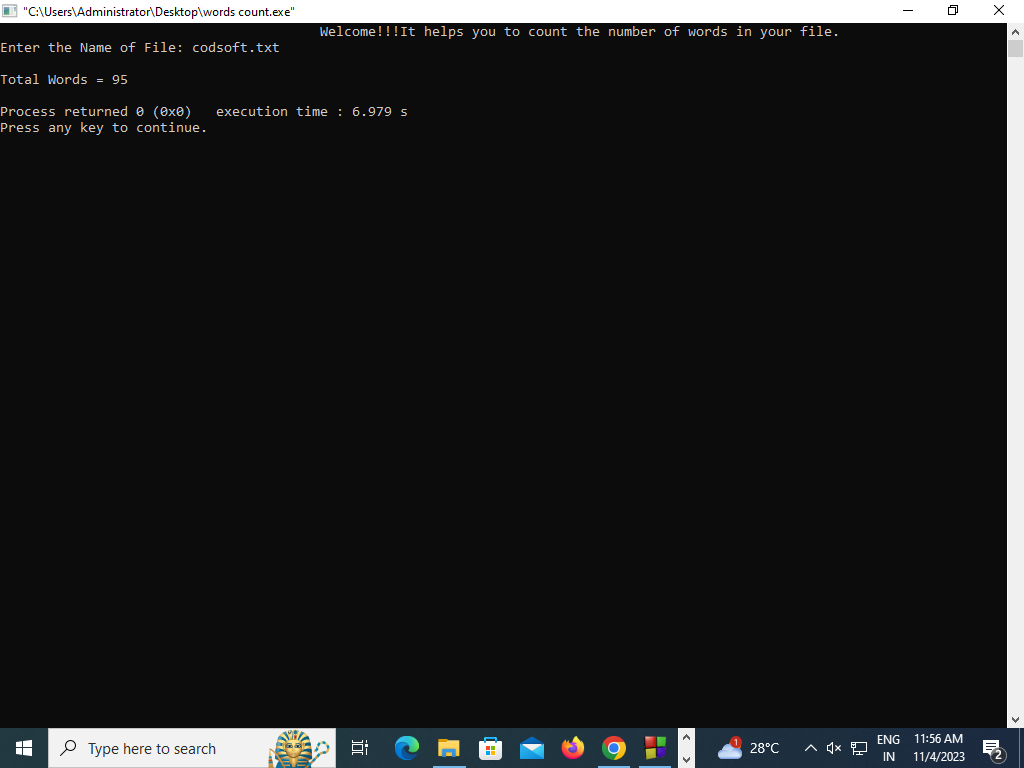 "C:\Users\Administrator\Desktop\words count.exe"
Welcome!!!It helps you to count the number of words in your file.
Enter the Name of File: codsoft.txt
Total Words = 95
Process returned 0 (0x0)   execution time : 6.979 s
Press any key to continue.
Type here to search
1
28°C
ENG
IN
11:56 AM
11/4/2023
2